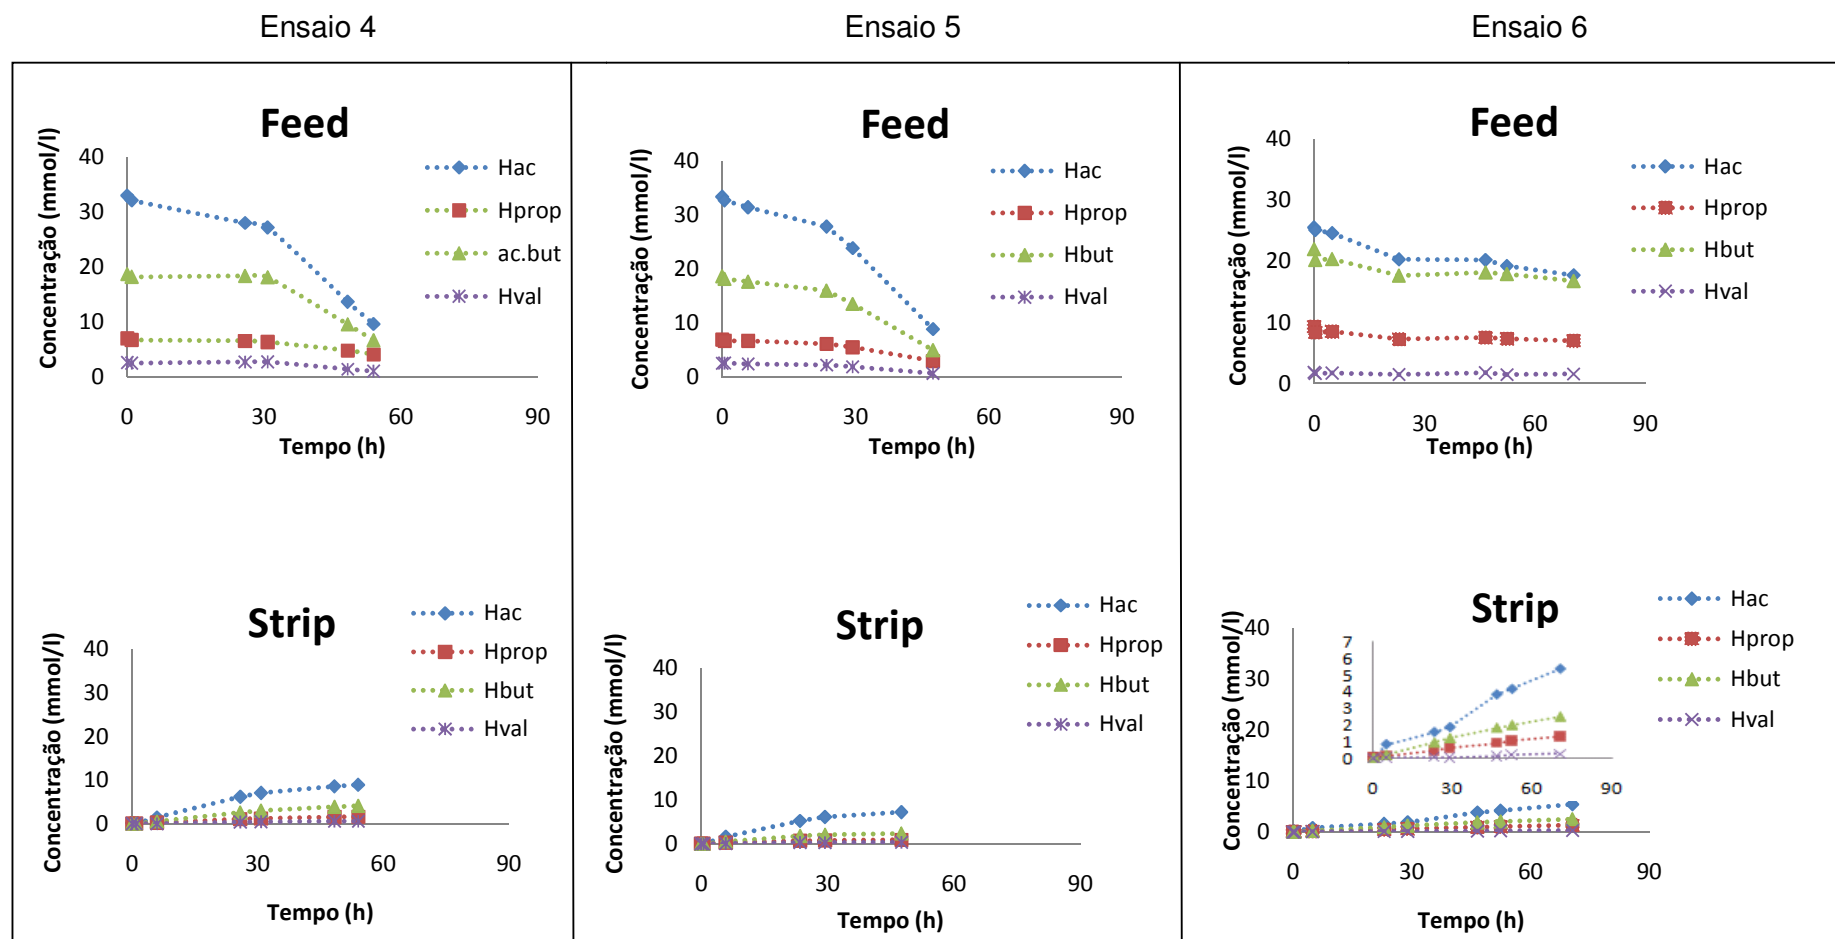 Ensaio 4
Ensaio 5
Ensaio 6
Feed
Concentração (mmol/l)
40
30
20
10
0
0 30 60 90
Tempo (h)
Hac
Hprop
ac.but
Hval
Feed
Concentração (mmol/l)
40
30
20
10
0
0 30 60 90
Tempo (h)
Hac
Hprop
Hbut
Hval
Feed
Concentração (mmol/l)
40
30
20
10
0
0 30 60 90
Tempo (h)
Hac
Hprop
Hbut
Hval
Strip
Concentração (mmol/l)
40
30
20
10
0
0 30 60 90
Tempo (h)
Hac
Hprop
Hbut
Hval
Strip
Concentração (mmol/l)
40
30
20
10
0
0 30 60 90
Tempo (h)
Hac
Hprop
Hbut
Hval
Strip
Concentração (mmol/l)
40
30
20
10
0
0 30 60 90
Tempo (h)
7
6
5
4
3
2
1
0
0 30 60 90
Hac
Hprop
Hbut
Hval